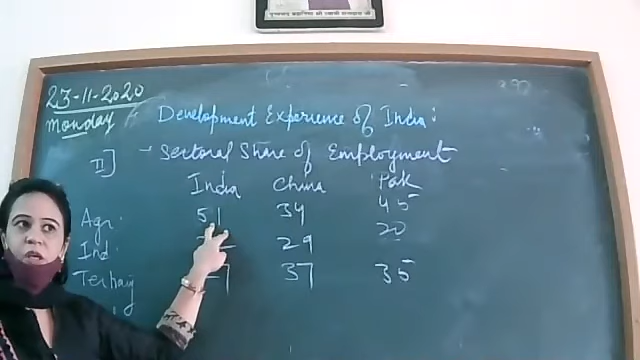 23-11-2020
Monday
Development Experience of India:
II] - Sectoral Share of Employment
India China Pak
Agr. 51 34 45
Ind. 29 20
Tertiary 37 35